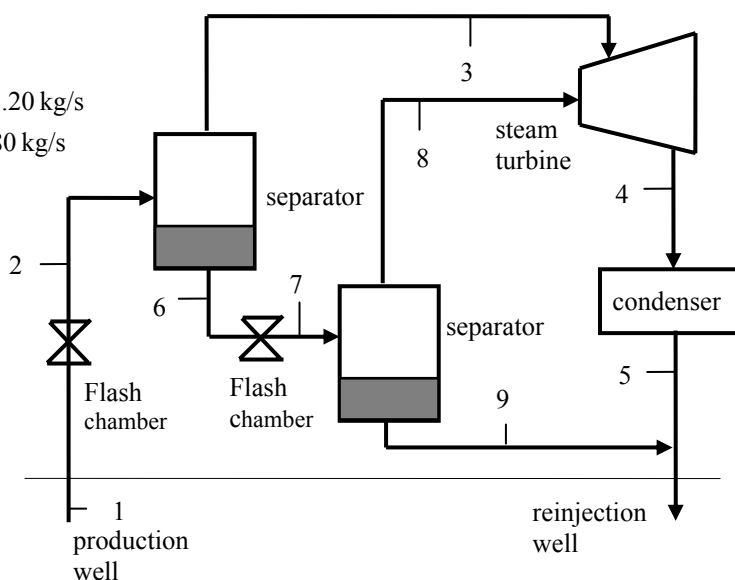 3
.20 kg/s
80 kg/s
8
steam
turbine
4
separator
2
6
7
condenser
separator
5
Flash
chamber
Flash
chamber
9
1
production
well
reinjection
well